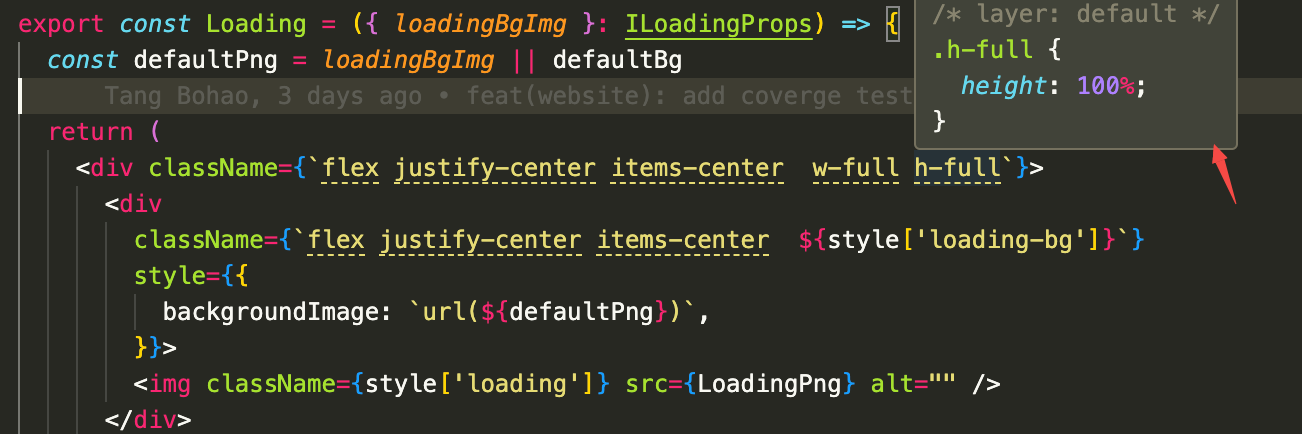 export const Loading = ({ loadingBgImg }: ILoadingProps) => {
/* layer: default */
.h-full {
height: 100%;
}
const defaultPng = loadingBgImg || defaultBg
Tang Bohao, 3 days ago • feat(website): add coverge test
return (
<div className={`flex justify-center items-center  w-full h-full`}>
<div
className={`flex justify-center items-center  ${style['loading-bg']}`}
style={{
backgroundImage: `url(${defaultPng})`,
}}>
<img className={style['loading']} src={LoadingPng} alt="" />
</div>